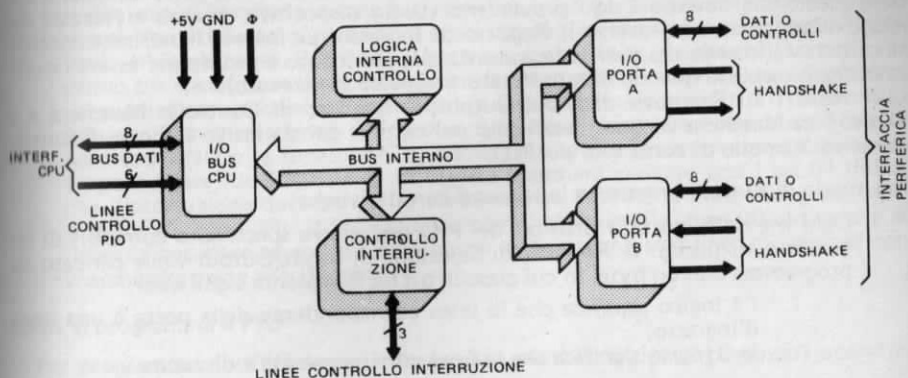 +5V GND Φ
LOGICA
INTERNA
CONTROLLO
I/O
PORTA
A
8
DATI O
CONTROLLI
HANDSHAKE
INTERF.
CPU
8
BUS DATI
6
LINEE
CONTROLLO
PIO
I/O
BUS
CPU
BUS INTERNO
CONTROLLO
INTERRU-
ZIONE
3
LINEE CONTROLLO INTERRUZIONE
I/O
PORTA
B
8
DATI O
CONTROLLI
HANDSHAKE
INTERFACCIA
PERIFERICA